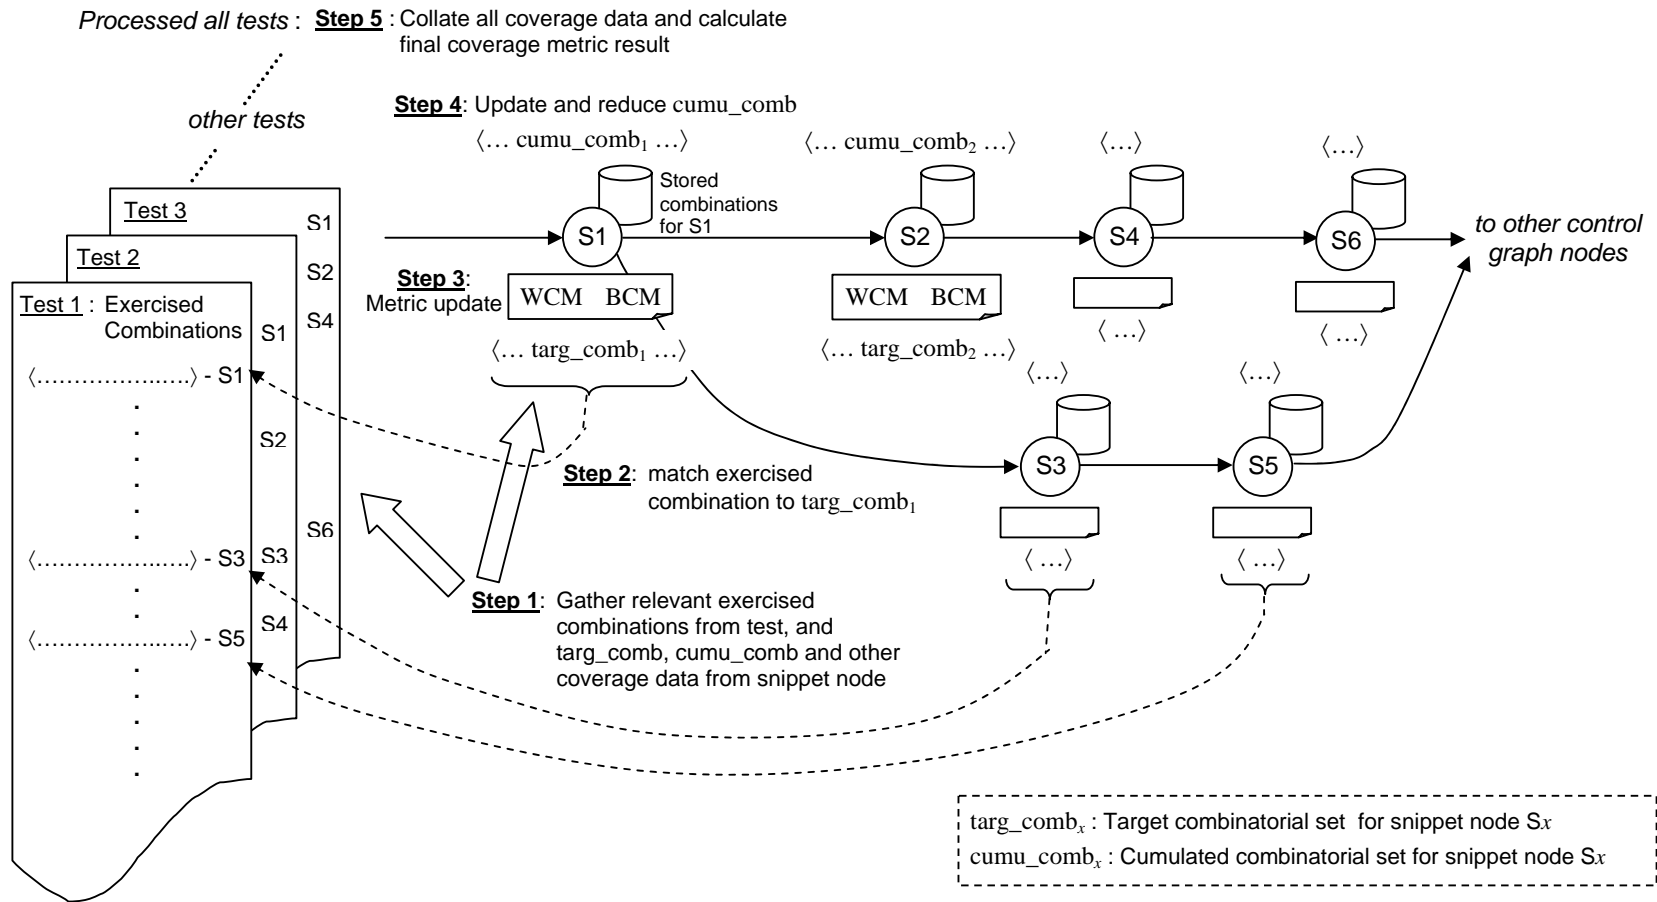 Processed all tests : Step 5 : Collate all coverage data and calculate
final coverage metric result
other tests
Step 4: Update and reduce cumu_comb
⟨… cumu_comb₁ …⟩
⟨… cumu_comb₂ …⟩
⟨…⟩
⟨…⟩
Stored
combinations
for S1
S1
S2
S4
S6
to other control
graph nodes
Step 3:
Metric update
WCM BCM
WCM BCM
⟨… targ_comb₁ …⟩
⟨… targ_comb₂ …⟩
⟨ …⟩
⟨ …⟩
Test 3
S1
S2
S4
S6
Test 2
S1
S2
S3
S4
Test 1 : Exercised
Combinations
⟨……………..….⟩ - S1
.
.
.
.
.
⟨……………..….⟩ - S3
⟨……………..….⟩ - S5
.
.
.
.
.
⟨…⟩
⟨…⟩
S3
S5
⟨ …⟩
⟨ …⟩
Step 2: match exercised
combination to targ_comb₁
Step 1: Gather relevant exercised
combinations from test, and
targ_comb, cumu_comb and other
coverage data from snippet node
targ_combₓ : Target combinatorial set for snippet node Sx
cumu_combₓ : Cumulated combinatorial set for snippet node Sx